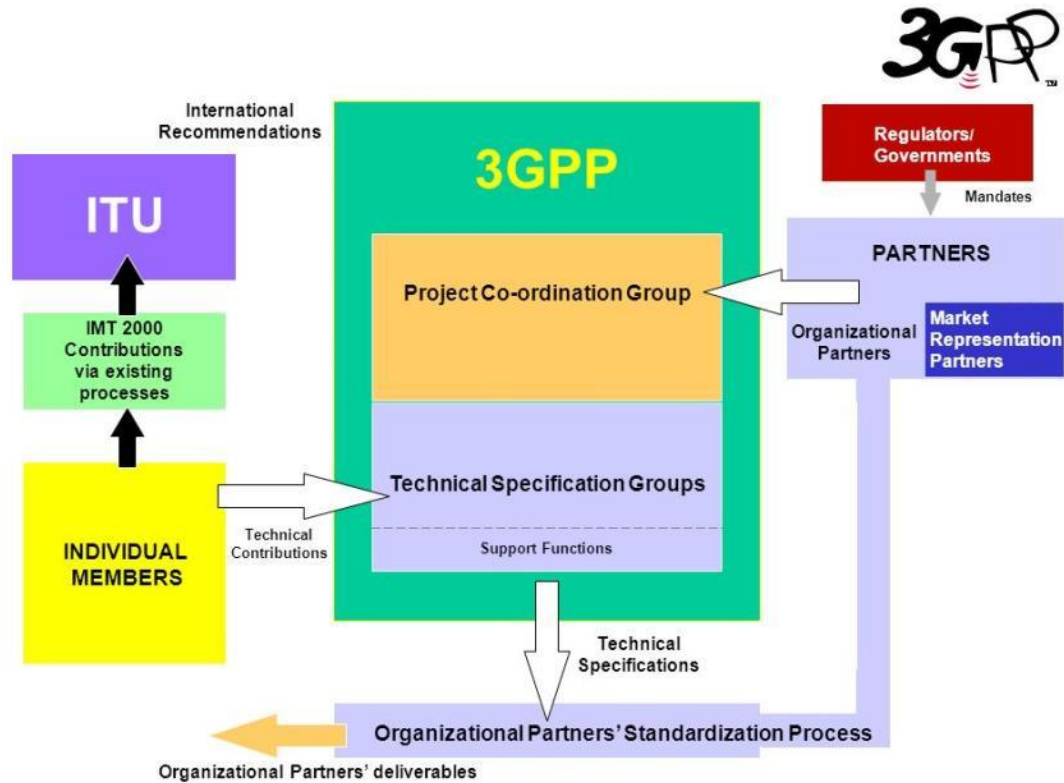 3GPP
TM
International
Recommendations
3GPP
Regulators/
Governments
Mandates
ITU
PARTNERS
Project Co-ordination Group
Organizational
Partners
Market
Representation
Partners
IMT 2000
Contributions
via existing
processes
Technical Specification Groups
Technical
Contributions
Support Functions
INDIVIDUAL
MEMBERS
Technical
Specifications
Organizational Partners' Standardization Process
Organizational Partners' deliverables